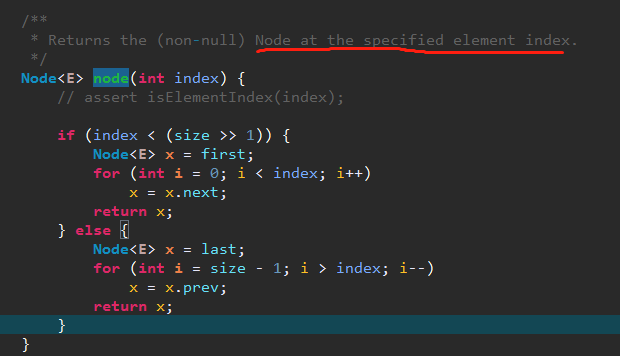 /**
 * Returns the (non-null) Node at the specified element index.
 */
Node<E> node(int index) {
    // assert isElementIndex(index);

    if (index < (size >> 1)) {
        Node<E> x = first;
        for (int i = 0; i < index; i++)
            x = x.next;
        return x;
    } else {
        Node<E> x = last;
        for (int i = size - 1; i > index; i--)
            x = x.prev;
        return x;
    }
}